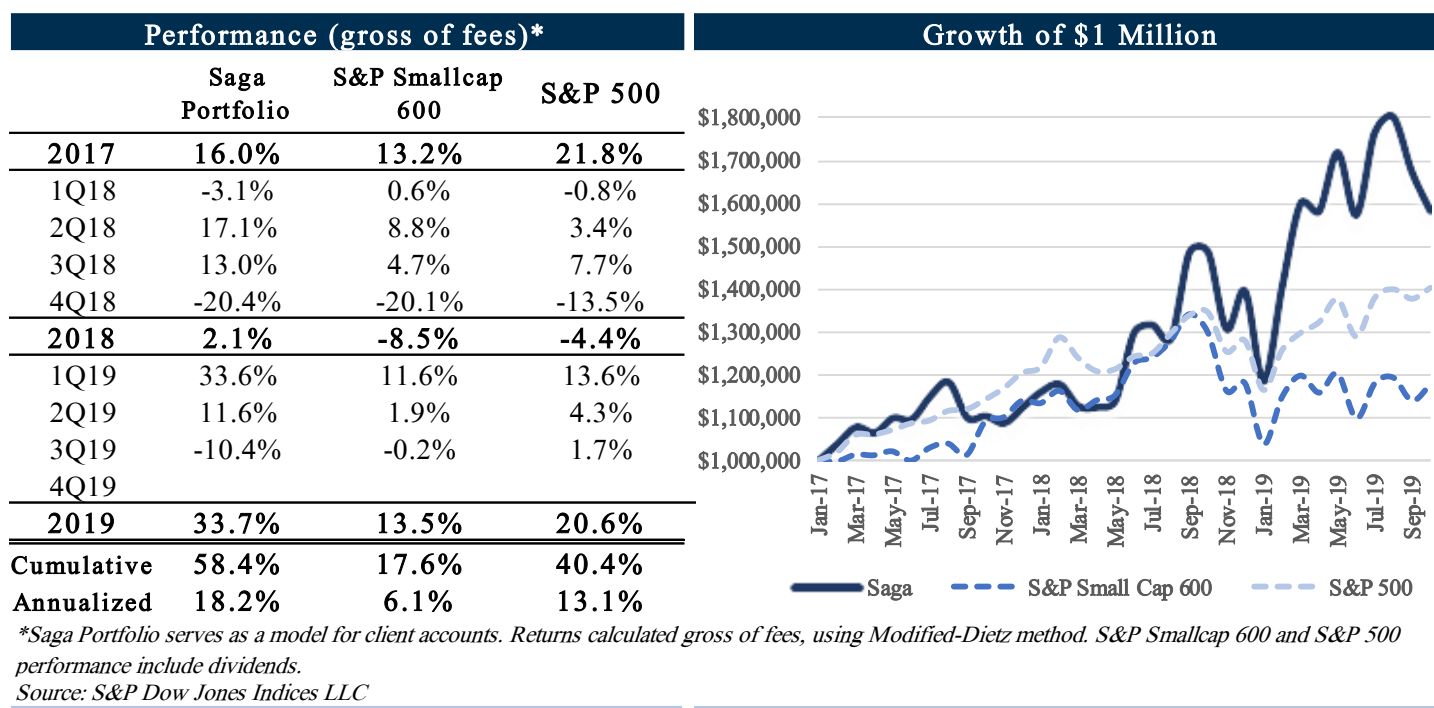 Performance (gross of fees)*
Saga Portfolio S&P Smallcap 600 S&P 500
2017 16.0% 13.2% 21.8%
1Q18 -3.1% 0.6% -0.8%
2Q18 17.1% 8.8% 3.4%
3Q18 13.0% 4.7% 7.7%
4Q18 -20.4% -20.1% -13.5%
2018 2.1% -8.5% -4.4%
1Q19 33.6% 11.6% 13.6%
2Q19 11.6% 1.9% 4.3%
3Q19 -10.4% -0.2% 1.7%
4Q19
2019 33.7% 13.5% 20.6%
Cumulative 58.4% 17.6% 40.4%
Annualized 18.2% 6.1% 13.1%
Growth of $1 Million
$1,800,000
$1,700,000
$1,600,000
$1,500,000
$1,400,000
$1,300,000
$1,200,000
$1,100,000
$1,000,000
Jan-17 Mar-17 May-17 Jul-17 Sep-17 Nov-17 Jan-18 Mar-18 May-18 Jul-18 Sep-18 Nov-18 Jan-19 Mar-19 May-19 Jul-19 Sep-19
Saga S&P Small Cap 600 S&P 500
*Saga Portfolio serves as a model for client accounts. Returns calculated gross of fees, using Modified-Dietz method. S&P Smallcap 600 and S&P 500
performance include dividends.
Source: S&P Dow Jones Indices LLC